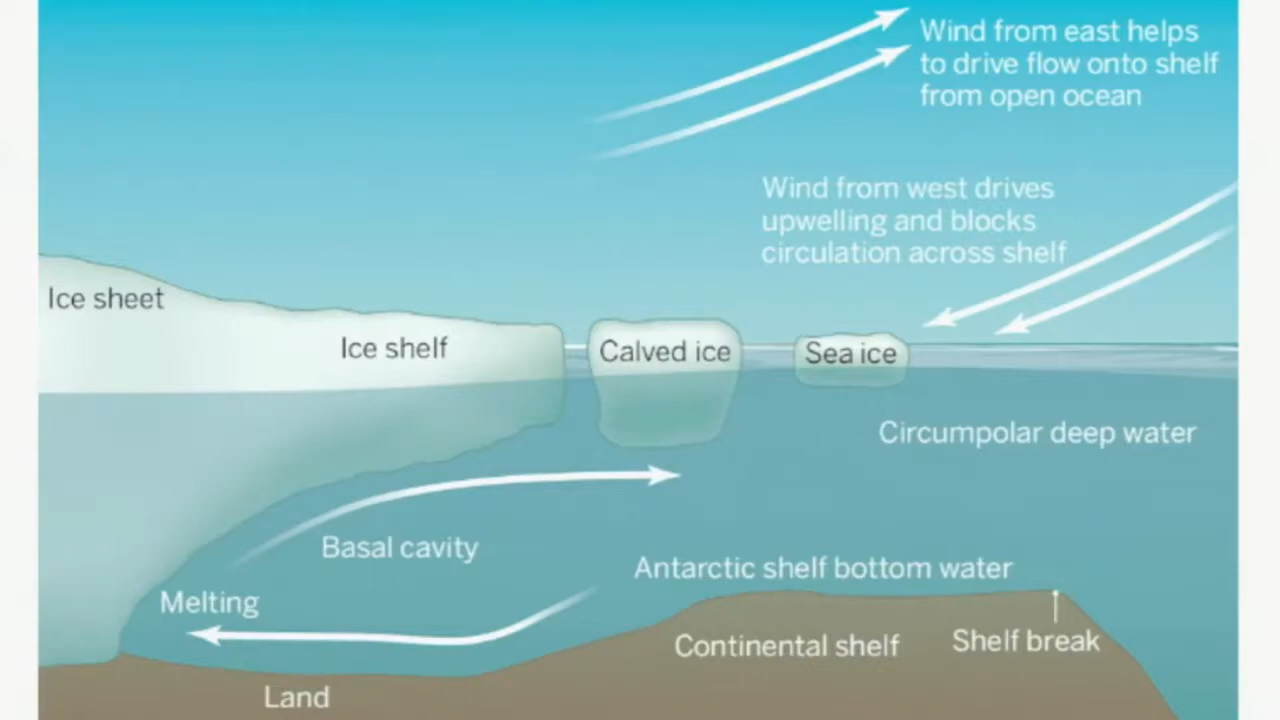 Wind from east helps
to drive flow onto shelf
from open ocean
Wind from west drives
upwelling and blocks
circulation across shelf
Ice sheet
Ice shelf
Calved ice
Sea ice
Circumpolar deep water
Basal cavity
Antarctic shelf bottom water
Melting
Continental shelf
Shelf break
Land